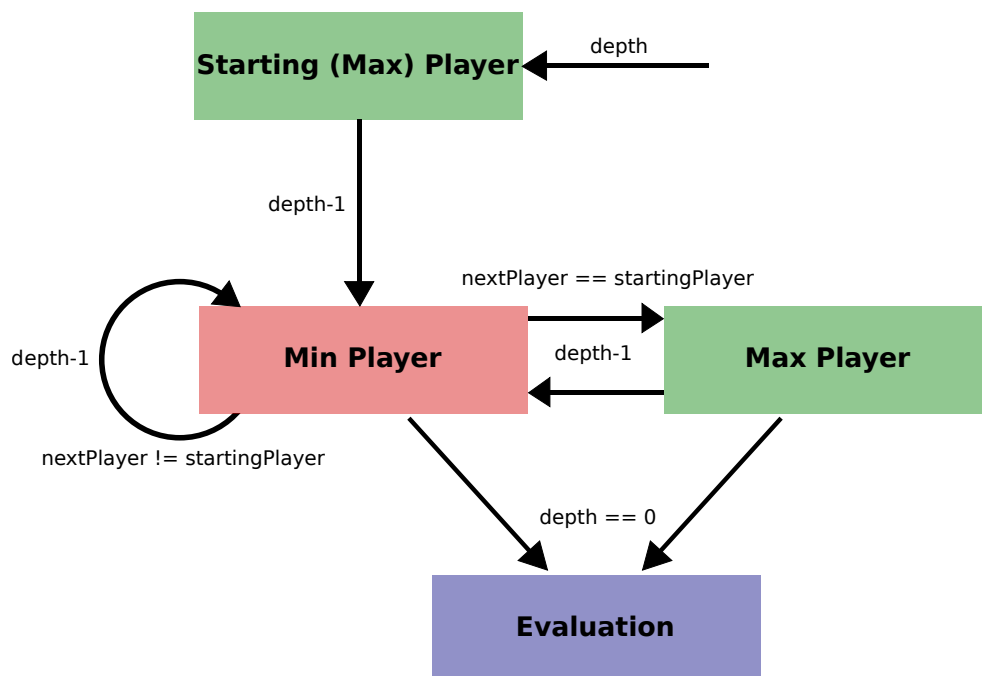 depth
Starting (Max) Player
depth-1
nextPlayer == startingPlayer
depth-1
depth-1
Min Player
Max Player
nextPlayer != startingPlayer
depth == 0
Evaluation